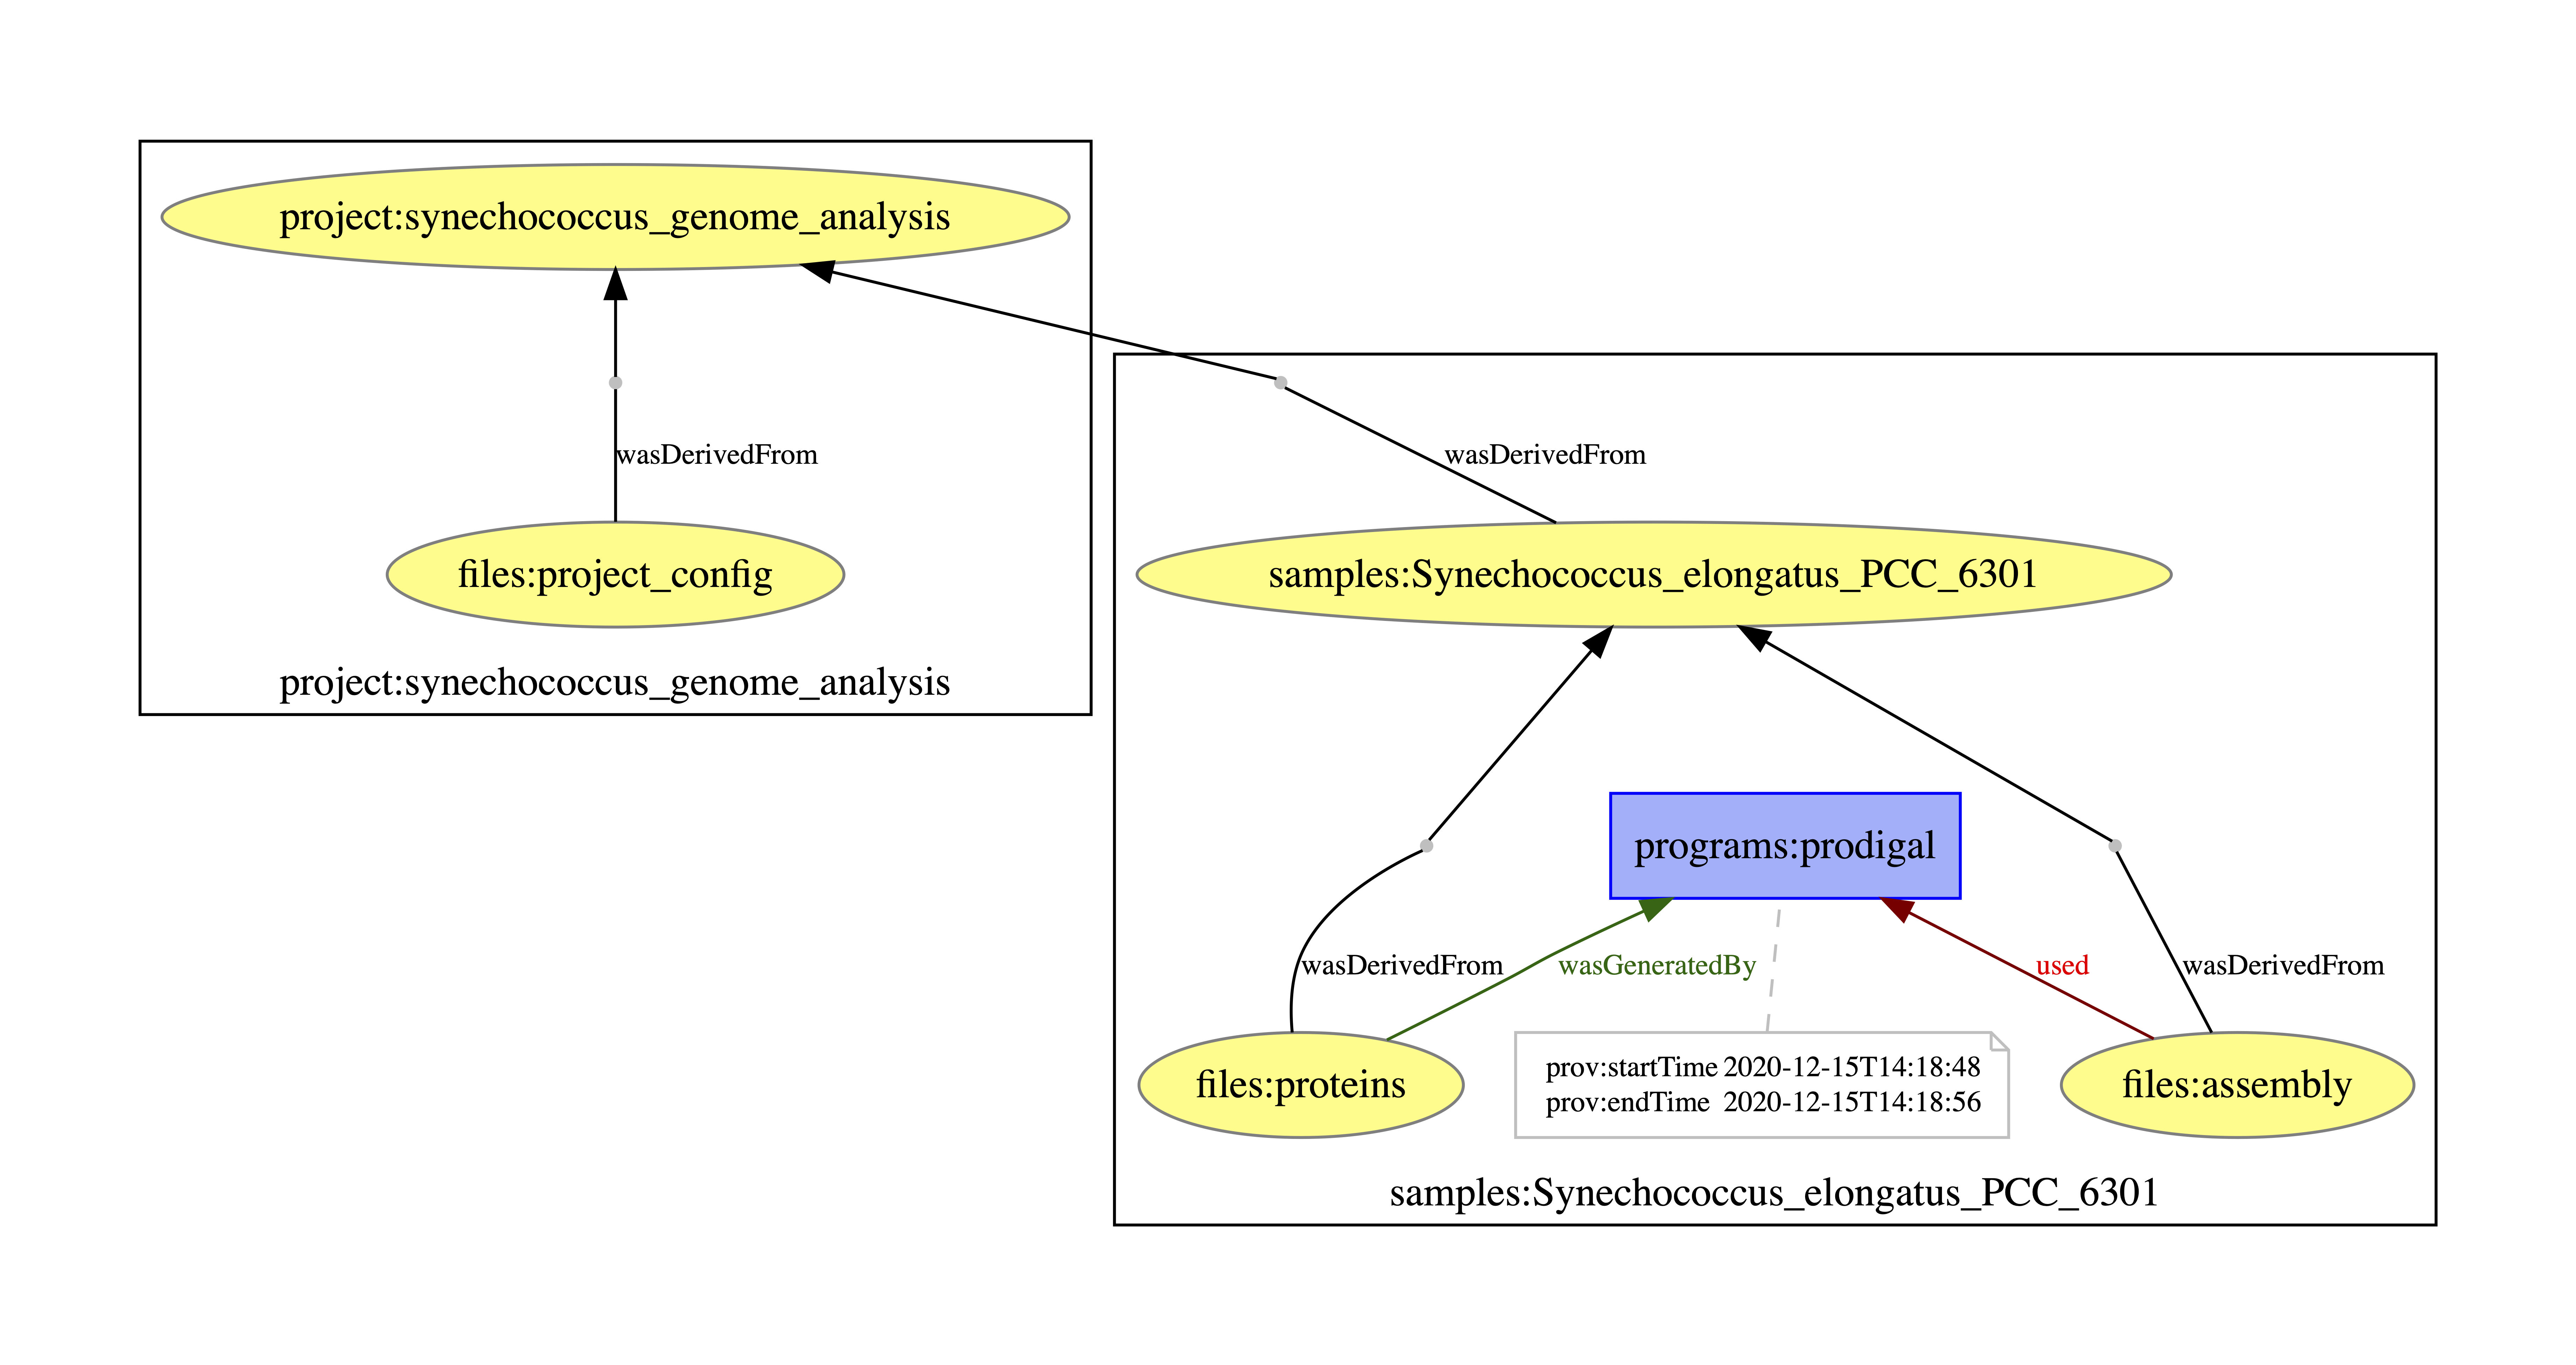 project:synechococcus_genome_analysis
wasDerivedFrom
files:project_config
project:synechococcus_genome_analysis
wasDerivedFrom
samples:Synechococcus_elongatus_PCC_6301
programs:prodigal
wasDerivedFrom
wasGeneratedBy
used
wasDerivedFrom
files:proteins
prov:startTime 2020-12-15T14:18:48
prov:endTime 2020-12-15T14:18:56
files:assembly
samples:Synechococcus_elongatus_PCC_6301